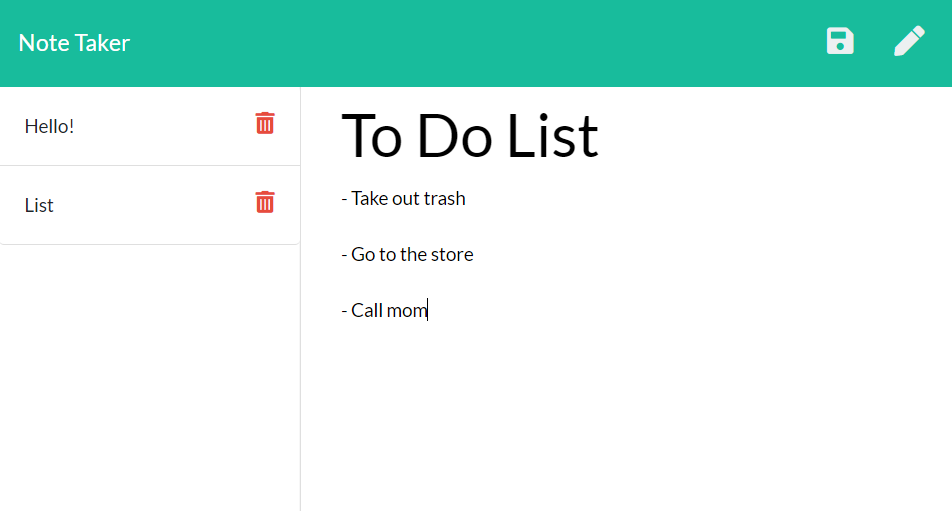 Note Taker
Hello!
List
To Do List
- Take out trash
- Go to the store
- Call mom